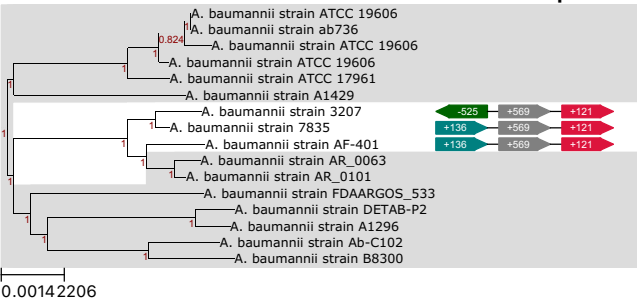 A. baumannii strain ATCC 19606
1 A. baumannii strain ab736
0.824 A. baumannii strain ATCC 19606
1 A. baumannii strain ATCC 19606
1 A. baumannii strain ATCC 17961
1 A. baumannii strain A1429
A. baumannii strain 3207 -525 +569 +121
1 A. baumannii strain 7835 +136 +569 +121
1 A. baumannii strain AF-401 +136 +569 +121
1 A. baumannii strain AR_0063
1 1 A. baumannii strain AR_0101
1 A. baumannii strain FDAARGOS_533
A. baumannii strain DETAB-P2
1 1 A. baumannii strain A1296
1 A. baumannii strain Ab-C102
1 A. baumannii strain B8300
0.00142206